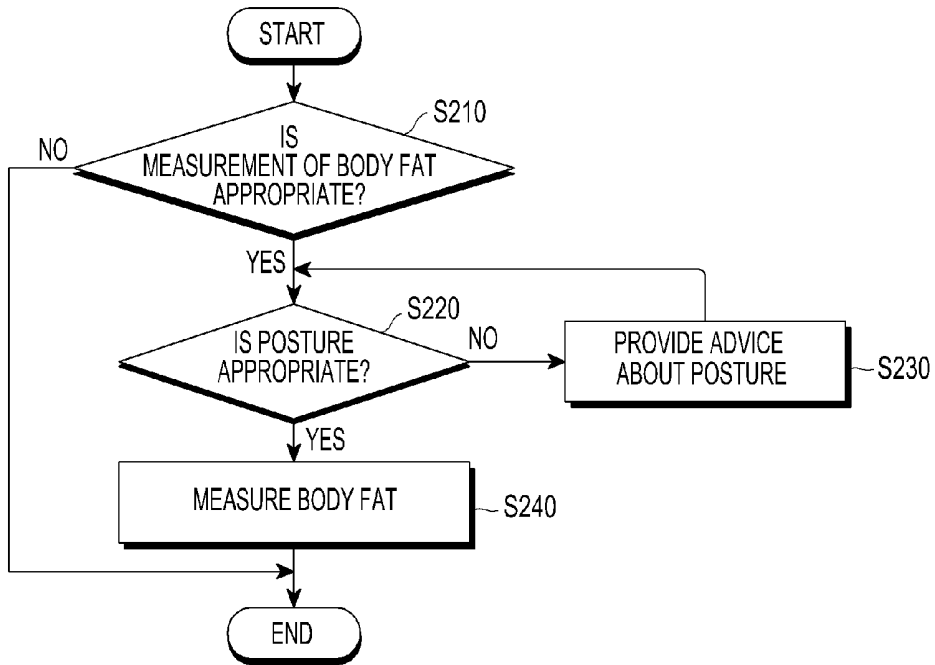 START
S210
IS
MEASUREMENT OF BODY FAT
APPROPRIATE?
NO
YES
S220
IS POSTURE
APPROPRIATE?
NO
PROVIDE ADVICE
ABOUT POSTURE
S230
YES
MEASURE BODY FAT
S240
END